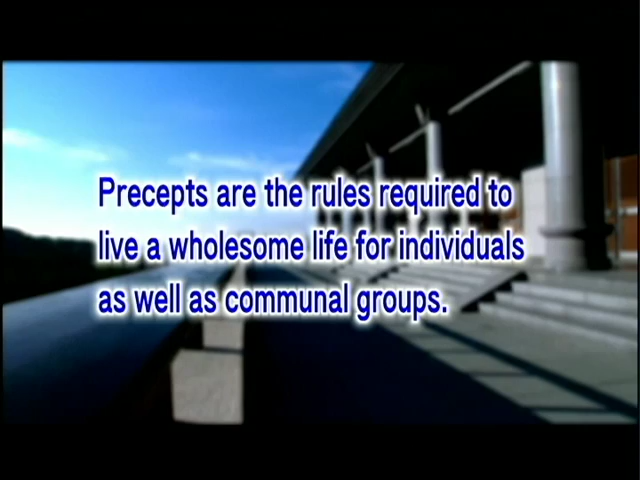 Precepts are the rules required to
live a wholesome life for individuals
as well as communal groups.